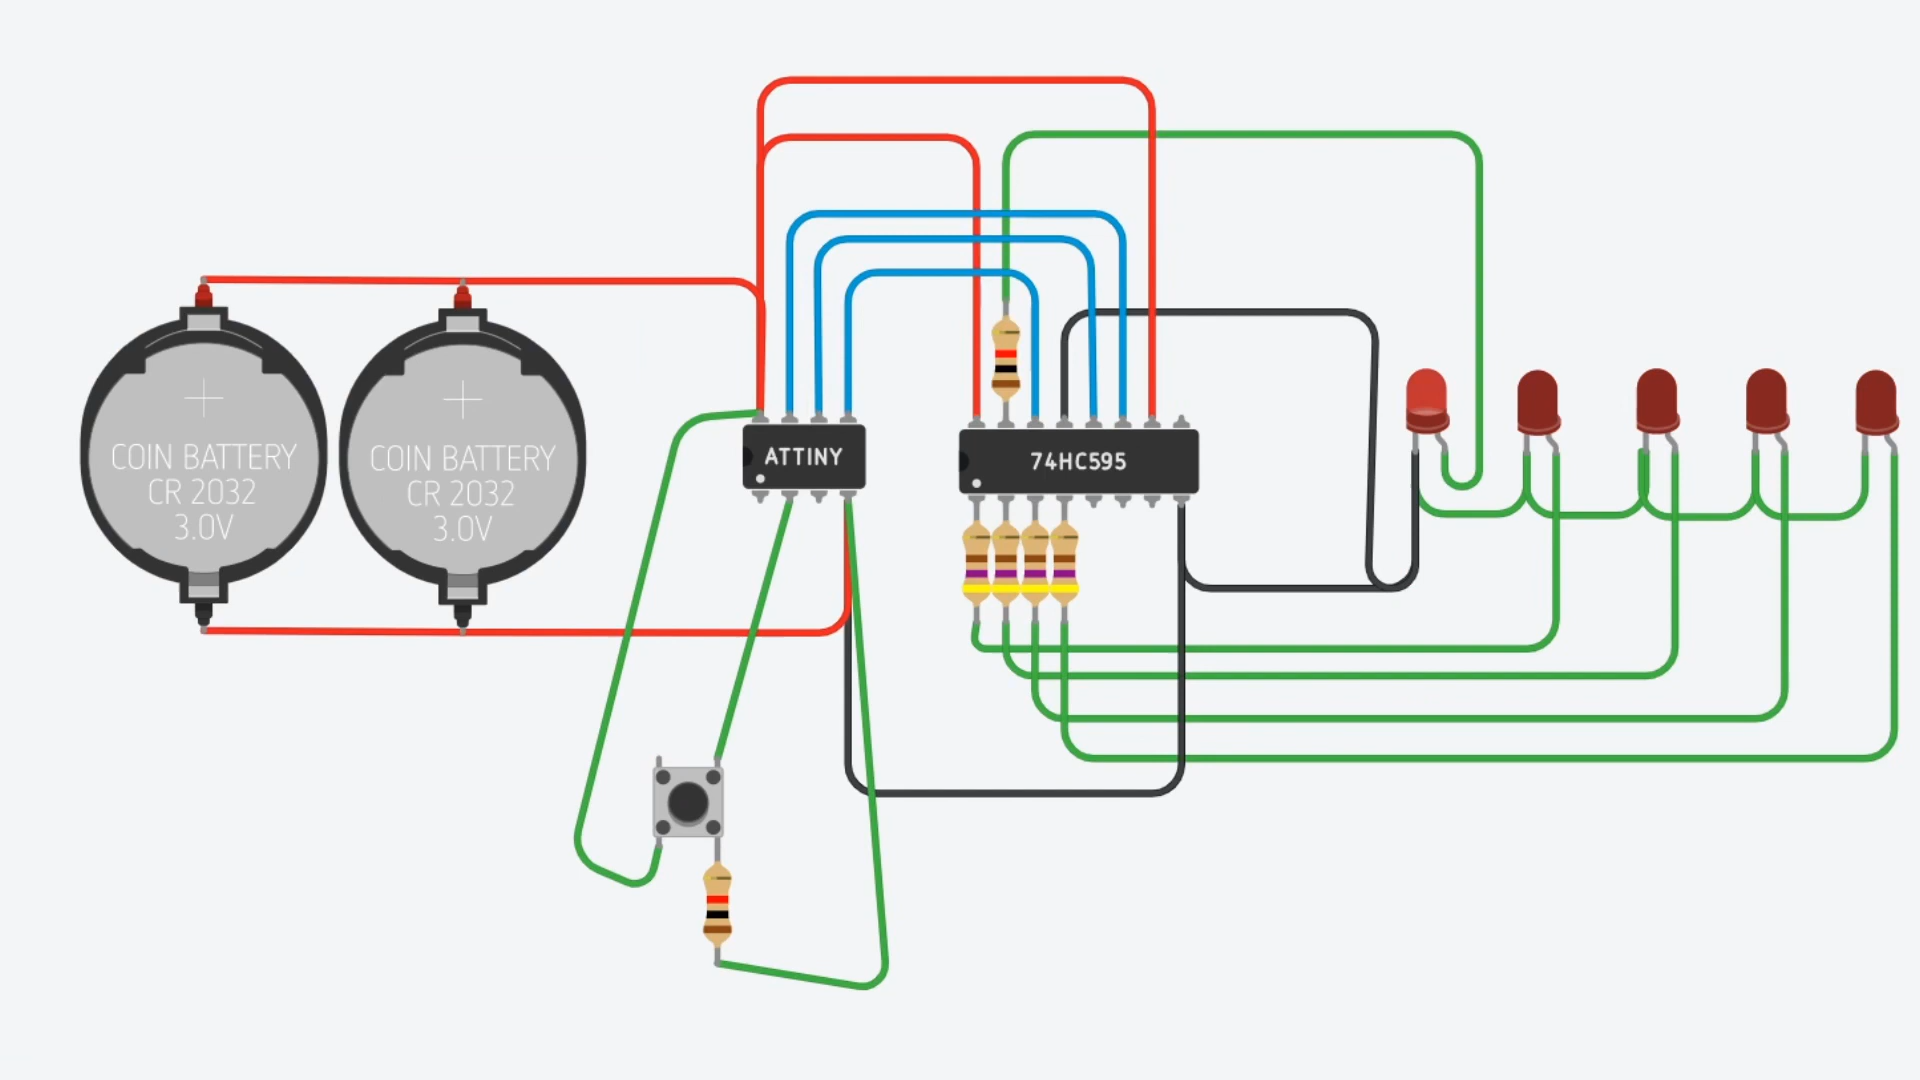 COIN BATTERY
CR 2032
3.0V
COIN BATTERY
CR 2032
3.0V
ATTINY
74HC595